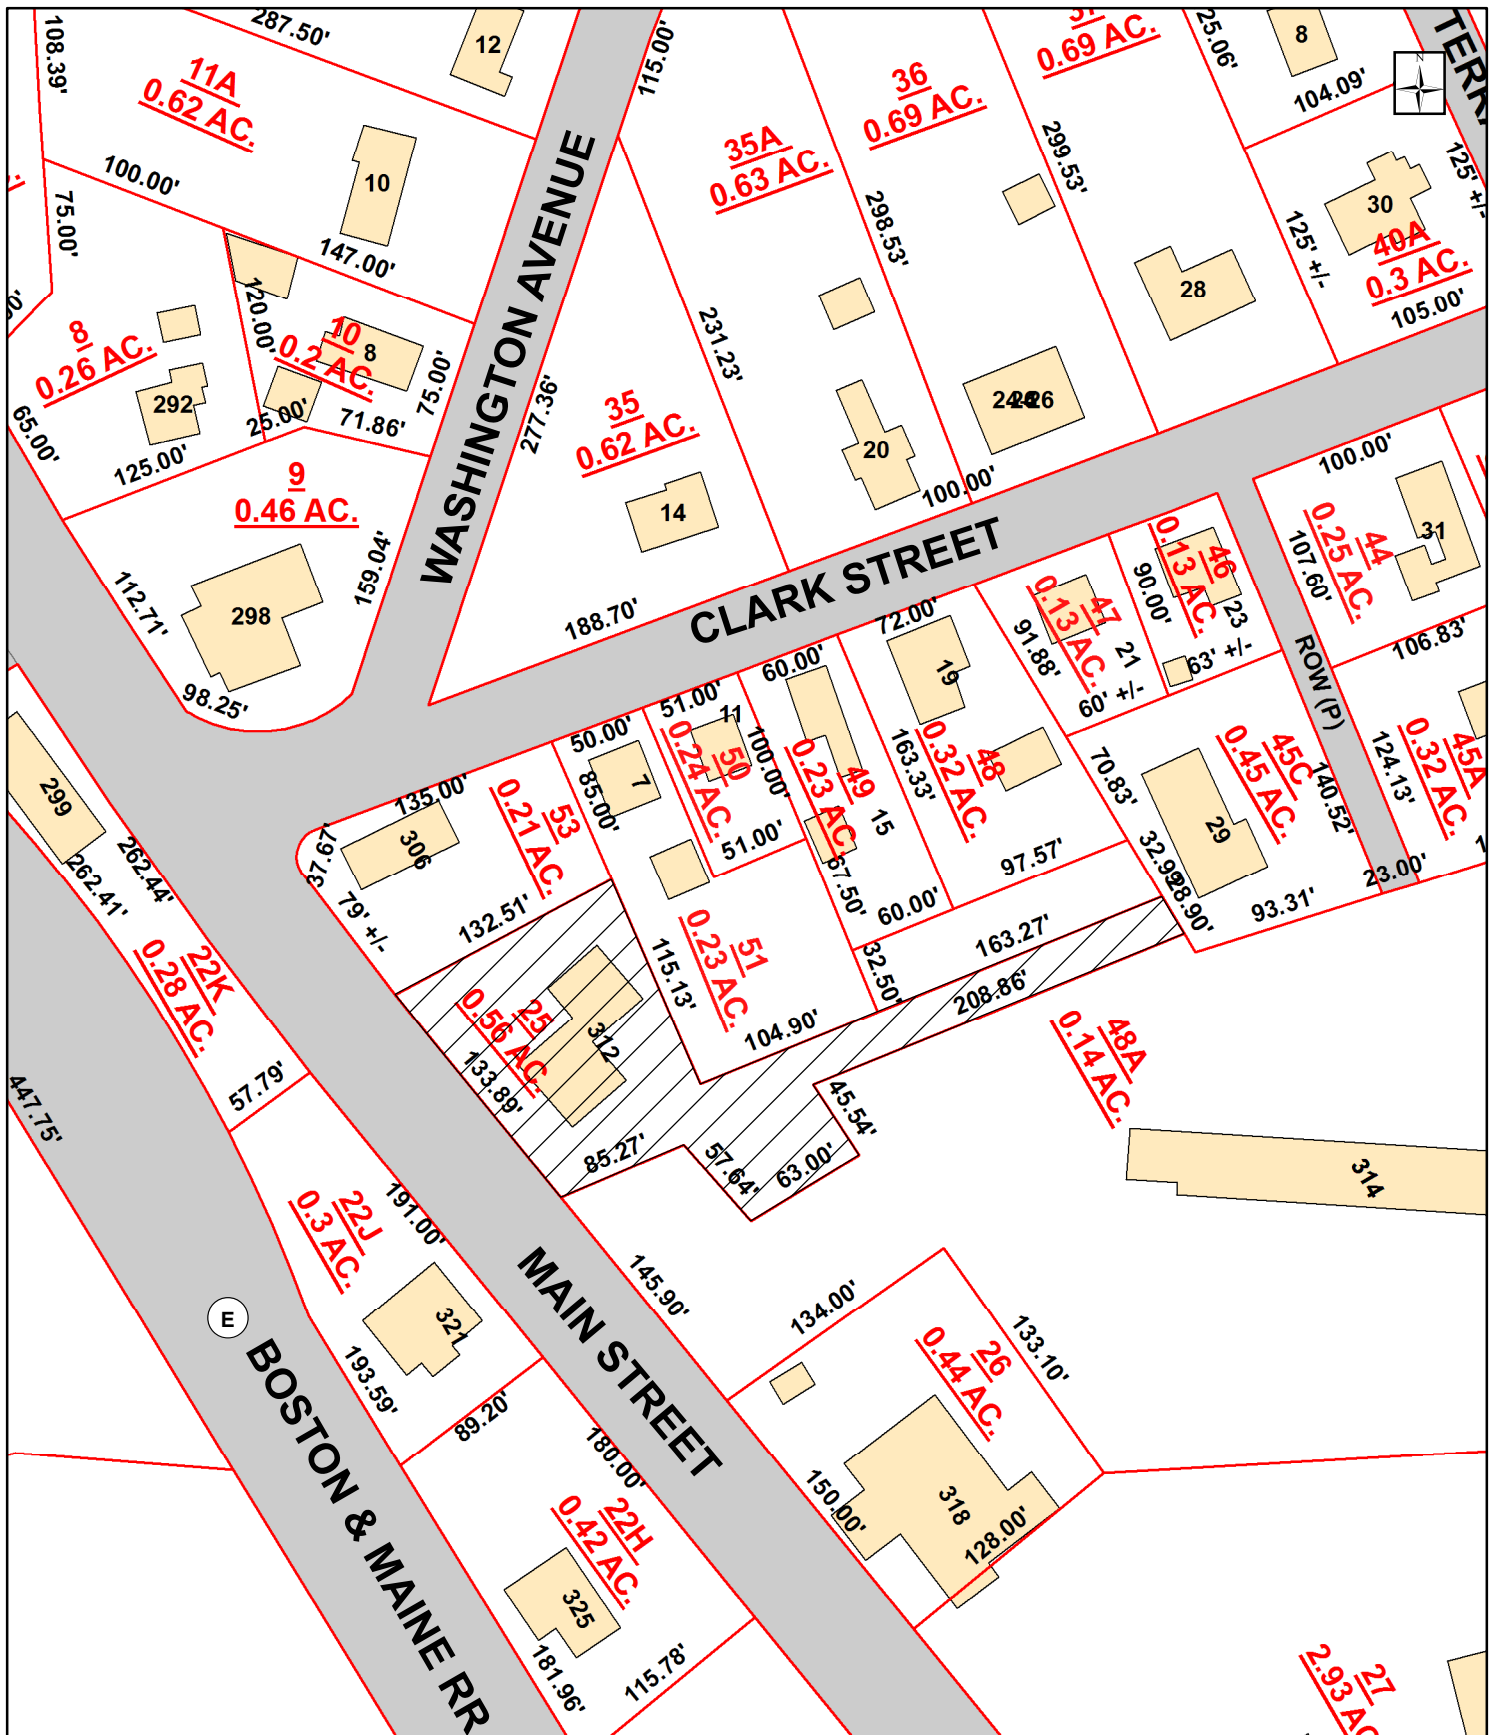 287.50'
12
115.00'
108.39'
11A
0.62 AC.
36
0.69 AC.
0.69 AC.
25.06'
8
N
104.09'
100.00'
10
35A
0.63 AC.
299.53'
125' +/-
75.00'
147.00'
WASHINGTON AVENUE
298.53'
30
40A
0.3 AC.
125' +/-
28
105.00'
8
0.26 AC.
120.00'
10
0.2 AC.
8
75.00'
277.36'
231.23'
292
25.00'
71.86'
35
0.62 AC.
65.00'
125.00'
20
100.00'
100.00'
9
0.46 AC.
14
CLARK STREET
159.04'
112.71'
298
98.25'
188.70'
46
0.13 AC.
23
90.00'
63' +/-
47
0.13 AC.
21
60' +/-
91.88'
44
0.25 AC.
31
107.60'
106.83'
ROW (P)
72.00'
19
60.00'
51.00'
50.00'
11
50
0.24 AC.
100.00'
51.00'
49
0.23 AC.
15
67.50'
163.33'
48
0.32 AC.
97.57'
60.00'
70.83'
45C
0.45 AC.
29
140.52'
124.13'
45A
0.32 AC.
23.00'
93.31'
32.99'
28.90'
299
262.44'
262.41'
135.00'
306
37.67'
79' +/-
53
0.21 AC.
85.00'
7
132.51'
22K
0.28 AC.
57.79'
25
0.56 AC.
312
133.89'
115.13'
51
0.23 AC.
32.50'
104.90'
163.27'
208.86'
45.54'
85.27'
57.64'
63.00'
48A
0.14 AC.
314
447.75'
22J
0.3 AC.
191.00'
321
193.59'
89.20'
E
BOSTON & MAINE RR
MAIN STREET
145.90'
134.00'
133.10'
26
0.44 AC.
318
150.00'
128.00'
180.00'
22H
0.42 AC.
325
181.96'
115.78'
27